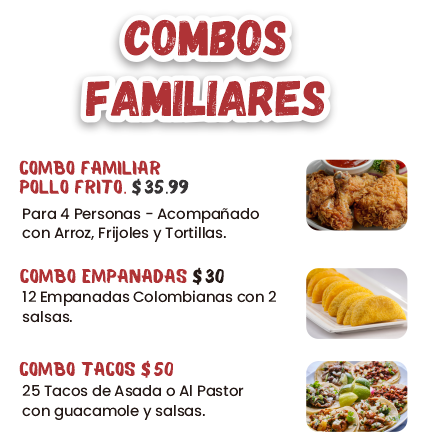 COMBOS
FAMILIARES
COMBO FAMILIAR
POLLO FRITO. $35.99
Para 4 Personas - Acompañado
con Arroz, Frijoles y Tortillas.
COMBO EMPANADAS $30
12 Empanadas Colombianas con 2
salsas.
COMBO TACOS $50
25 Tacos de Asada o Al Pastor
con guacamole y salsas.